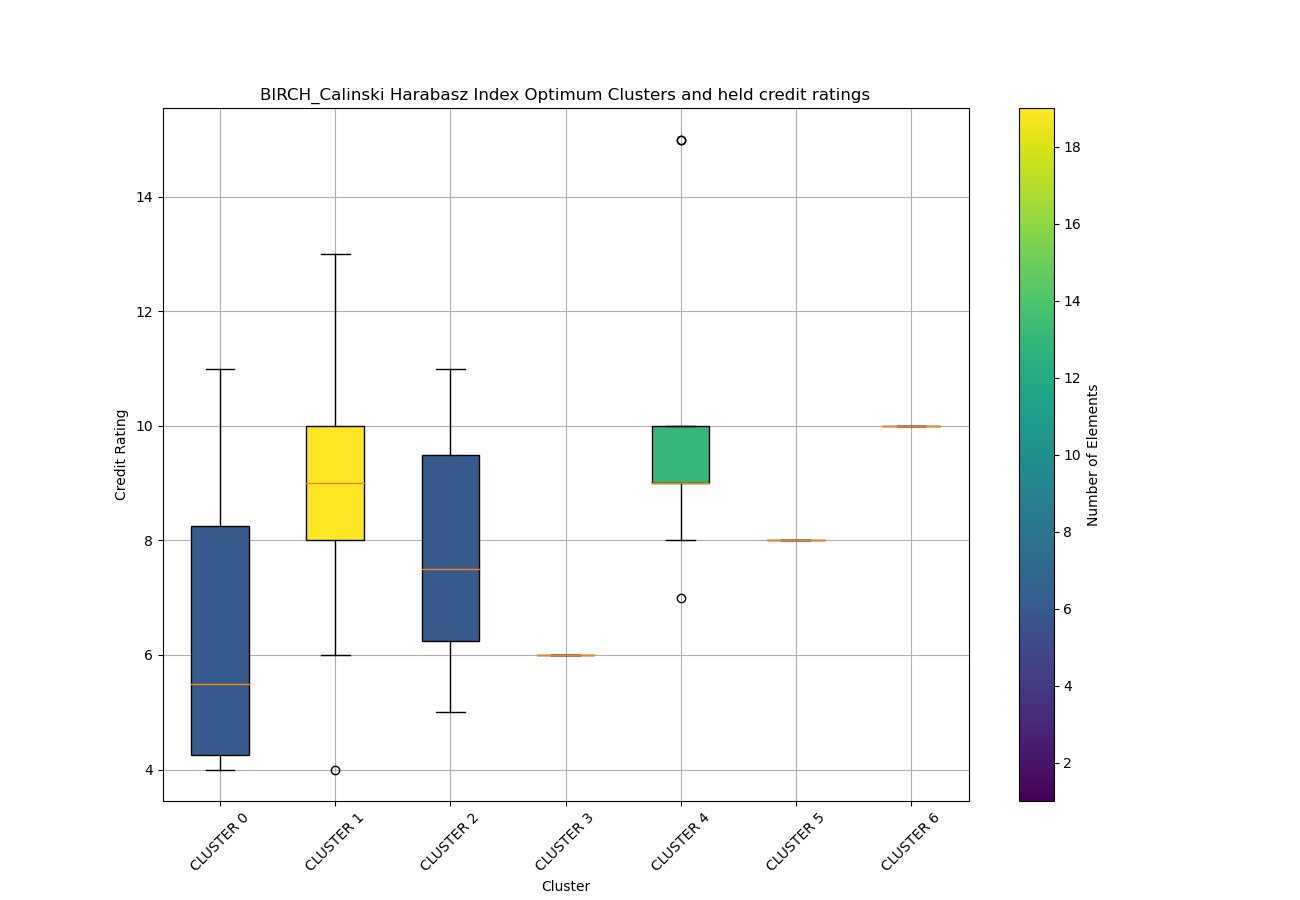 BIRCH_Calinski Harabasz Index Optimum Clusters and held credit ratings
14
12
10
8
6
4
Credit Rating
CLUSTER 0
CLUSTER 1
CLUSTER 2
CLUSTER 3
CLUSTER 4
CLUSTER 5
CLUSTER 6
Cluster
18
16
14
12
10
8
6
4
2
Number of Elements